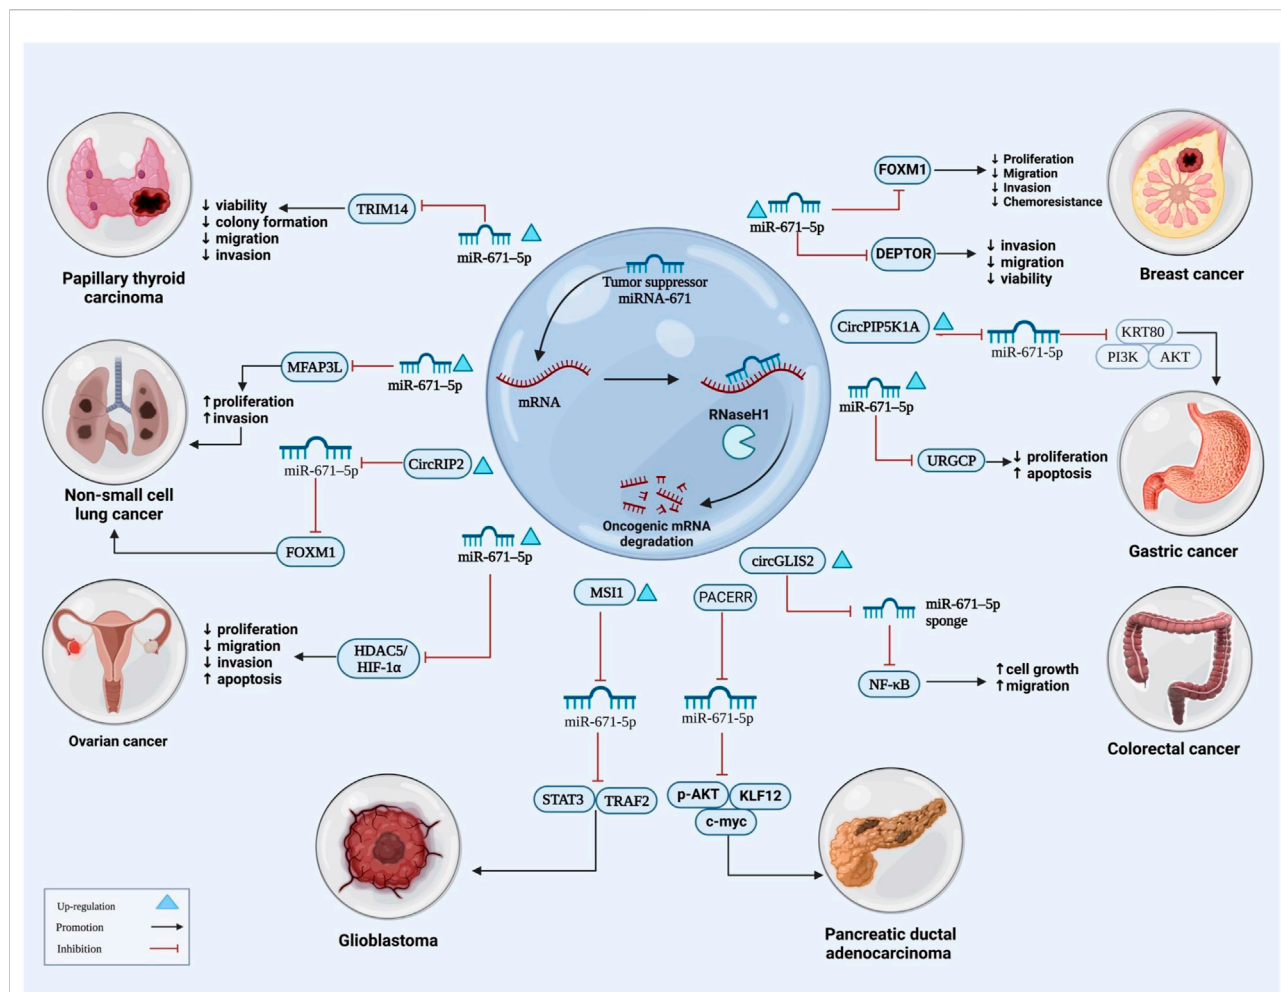 ↓ viability
↓ colony formation
↓ migration
↓ invasion
TRIM14
miR-671–5p
Papillary thyroid
carcinoma
MFAP3L
miR-671–5p
↑proliferation
↑invasion
miR-671–5p
CircRIP2
FOXM1
Non-small cell
lung cancer
miR-671–5p
↓ proliferation
↓ migration
↓ invasion
↑ apoptosis
HDAC5/
HIF-1α
Ovarian cancer
Tumor suppressor
miRNA-671
mRNA
RNaseH1
Oncogenic mRNA
degradation
FOXM1
↓ Proliferation
↓ Migration
↓ Invasion
↓ Chemoresistance
miR-671–5p
DEPTOR
↓ invasion
↓ migration
↓ viability
Breast cancer
CircPIP5K1A
miR-671-5p
KRT80
PI3K
AKT
miR-671–5p
URGCP
↓ proliferation
↑ apoptosis
Gastric cancer
circGLIS2
miR-671–5p
sponge
NF-κB
↑cell growth
↑migration
Colorectal cancer
MSI1
miR-671-5p
STAT3
TRAF2
Glioblastoma
PACERR
miR-671-5p
p-AKT
KLF12
c-myc
Pancreatic ductal
adenocarcinoma
Up-regulation
Promotion
Inhibition